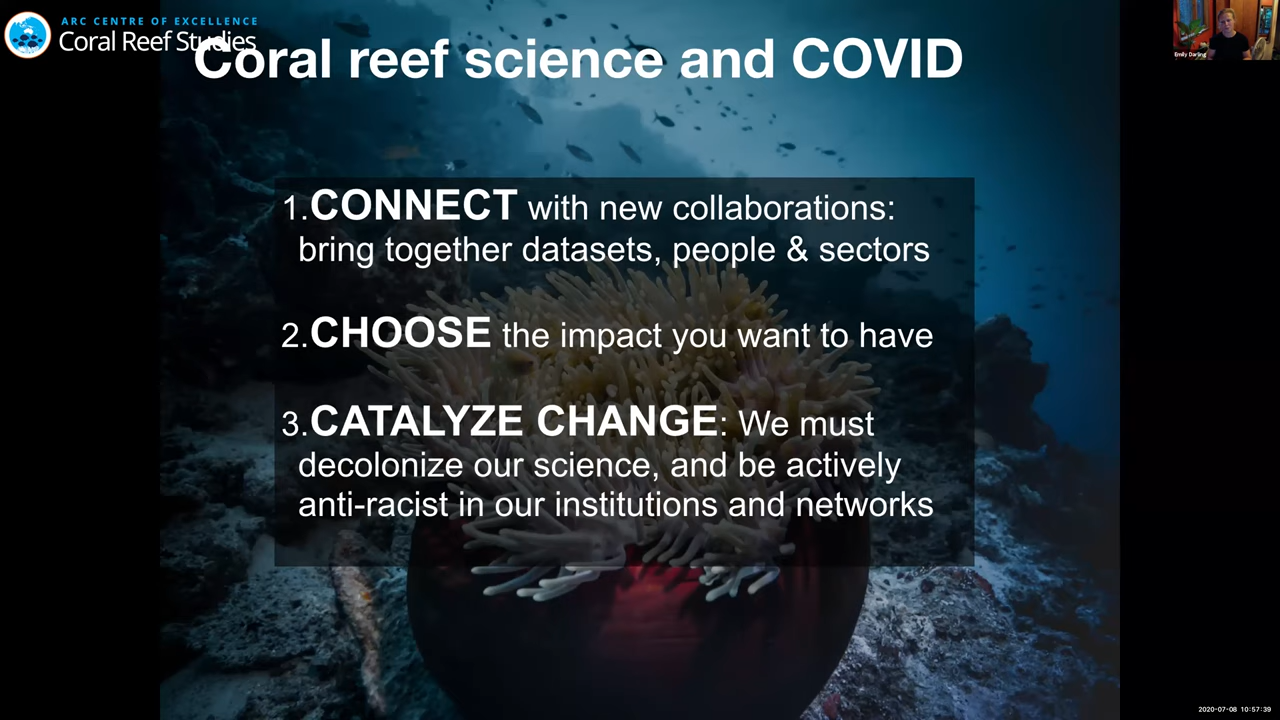 ARC CENTRE OF EXCELLENCE
Coral Reef Studies
Coral reef science and COVID
1.CONNECT with new collaborations:
bring together datasets, people & sectors
2.CHOOSE the impact you want to have
3.CATALYZE CHANGE: We must
decolonize our science, and be actively
anti-racist in our institutions and networks
Emily Darling
2020-07-08 10:57:39